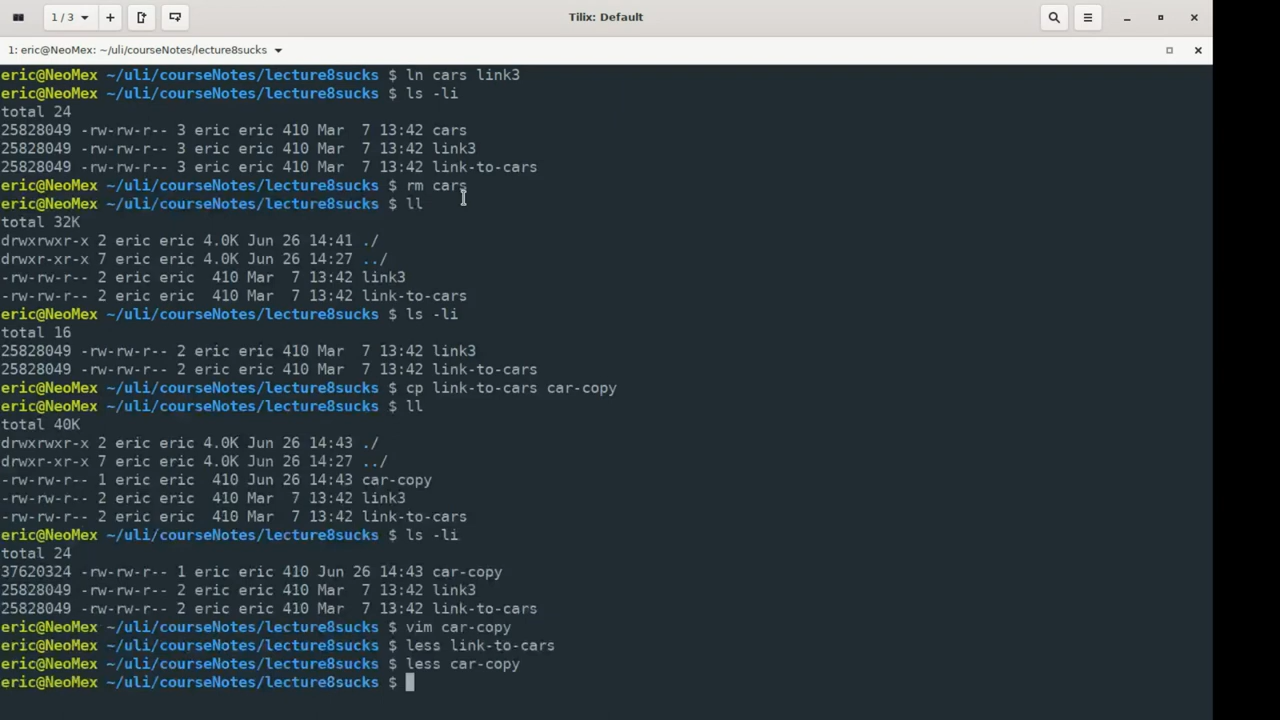 1 / 3
Tilix: Default
1: eric@NeoMex: ~/uli/courseNotes/lecture8sucks
eric@NeoMex ~/uli/courseNotes/lecture8sucks $ ln cars link3
eric@NeoMex ~/uli/courseNotes/lecture8sucks $ ls -li
total 24
25828049 -rw-rw-r-- 3 eric eric 410 Mar  7 13:42 cars
25828049 -rw-rw-r-- 3 eric eric 410 Mar  7 13:42 link3
25828049 -rw-rw-r-- 3 eric eric 410 Mar  7 13:42 link-to-cars
eric@NeoMex ~/uli/courseNotes/lecture8sucks $ rm cars
eric@NeoMex ~/uli/courseNotes/lecture8sucks $ ll
total 32K
drwxrwxr-x 2 eric eric 4.0K Jun 26 14:41 ./
drwxr-xr-x 7 eric eric 4.0K Jun 26 14:27 ../
-rw-rw-r-- 2 eric eric  410 Mar  7 13:42 link3
-rw-rw-r-- 2 eric eric  410 Mar  7 13:42 link-to-cars
eric@NeoMex ~/uli/courseNotes/lecture8sucks $ ls -li
total 16
25828049 -rw-rw-r-- 2 eric eric 410 Mar  7 13:42 link3
25828049 -rw-rw-r-- 2 eric eric 410 Mar  7 13:42 link-to-cars
eric@NeoMex ~/uli/courseNotes/lecture8sucks $ cp link-to-cars car-copy
eric@NeoMex ~/uli/courseNotes/lecture8sucks $ ll
total 40K
drwxrwxr-x 2 eric eric 4.0K Jun 26 14:43 ./
drwxr-xr-x 7 eric eric 4.0K Jun 26 14:27 ../
-rw-rw-r-- 1 eric eric  410 Jun 26 14:43 car-copy
-rw-rw-r-- 2 eric eric  410 Mar  7 13:42 link3
-rw-rw-r-- 2 eric eric  410 Mar  7 13:42 link-to-cars
eric@NeoMex ~/uli/courseNotes/lecture8sucks $ ls -li
total 24
37620324 -rw-rw-r-- 1 eric eric 410 Jun 26 14:43 car-copy
25828049 -rw-rw-r-- 2 eric eric 410 Mar  7 13:42 link3
25828049 -rw-rw-r-- 2 eric eric 410 Mar  7 13:42 link-to-cars
eric@NeoMex ~/uli/courseNotes/lecture8sucks $ vim car-copy
eric@NeoMex ~/uli/courseNotes/lecture8sucks $ less link-to-cars
eric@NeoMex ~/uli/courseNotes/lecture8sucks $ less car-copy
eric@NeoMex ~/uli/courseNotes/lecture8sucks $